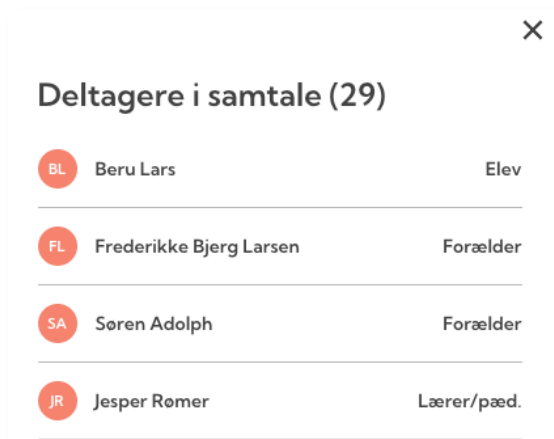 Deltagere i samtale (29)
BL Beru Lars Elev
FL Frederikke Bjerg Larsen Forælder
SA Søren Adolph Forælder
JR Jesper Rømer Lærer/pæd.